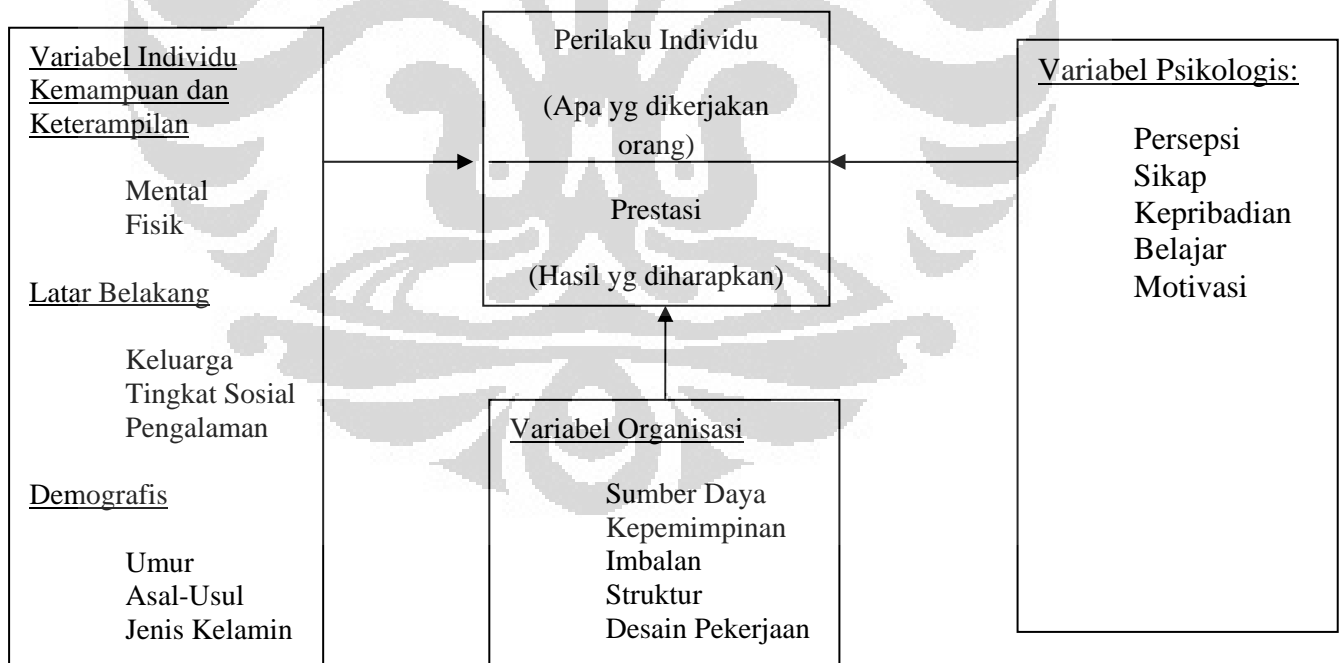 Variabel Individu
Kemampuan dan
Keterampilan
Mental
Fisik
Latar Belakang
Keluarga
Tingkat Sosial
Pengalaman
Demografis
Umur
Asal-Usul
Jenis Kelamin
Perilaku Individu
(Apa yg dikerjakan
orang)
Prestasi
(Hasil yg diharapkan)
Variabel Organisasi
Sumber Daya
Kepemimpinan
Imbalan
Struktur
Desain Pekerjaan
Variabel Psikologis:
Persepsi
Sikap
Kepribadian
Belajar
Motivasi